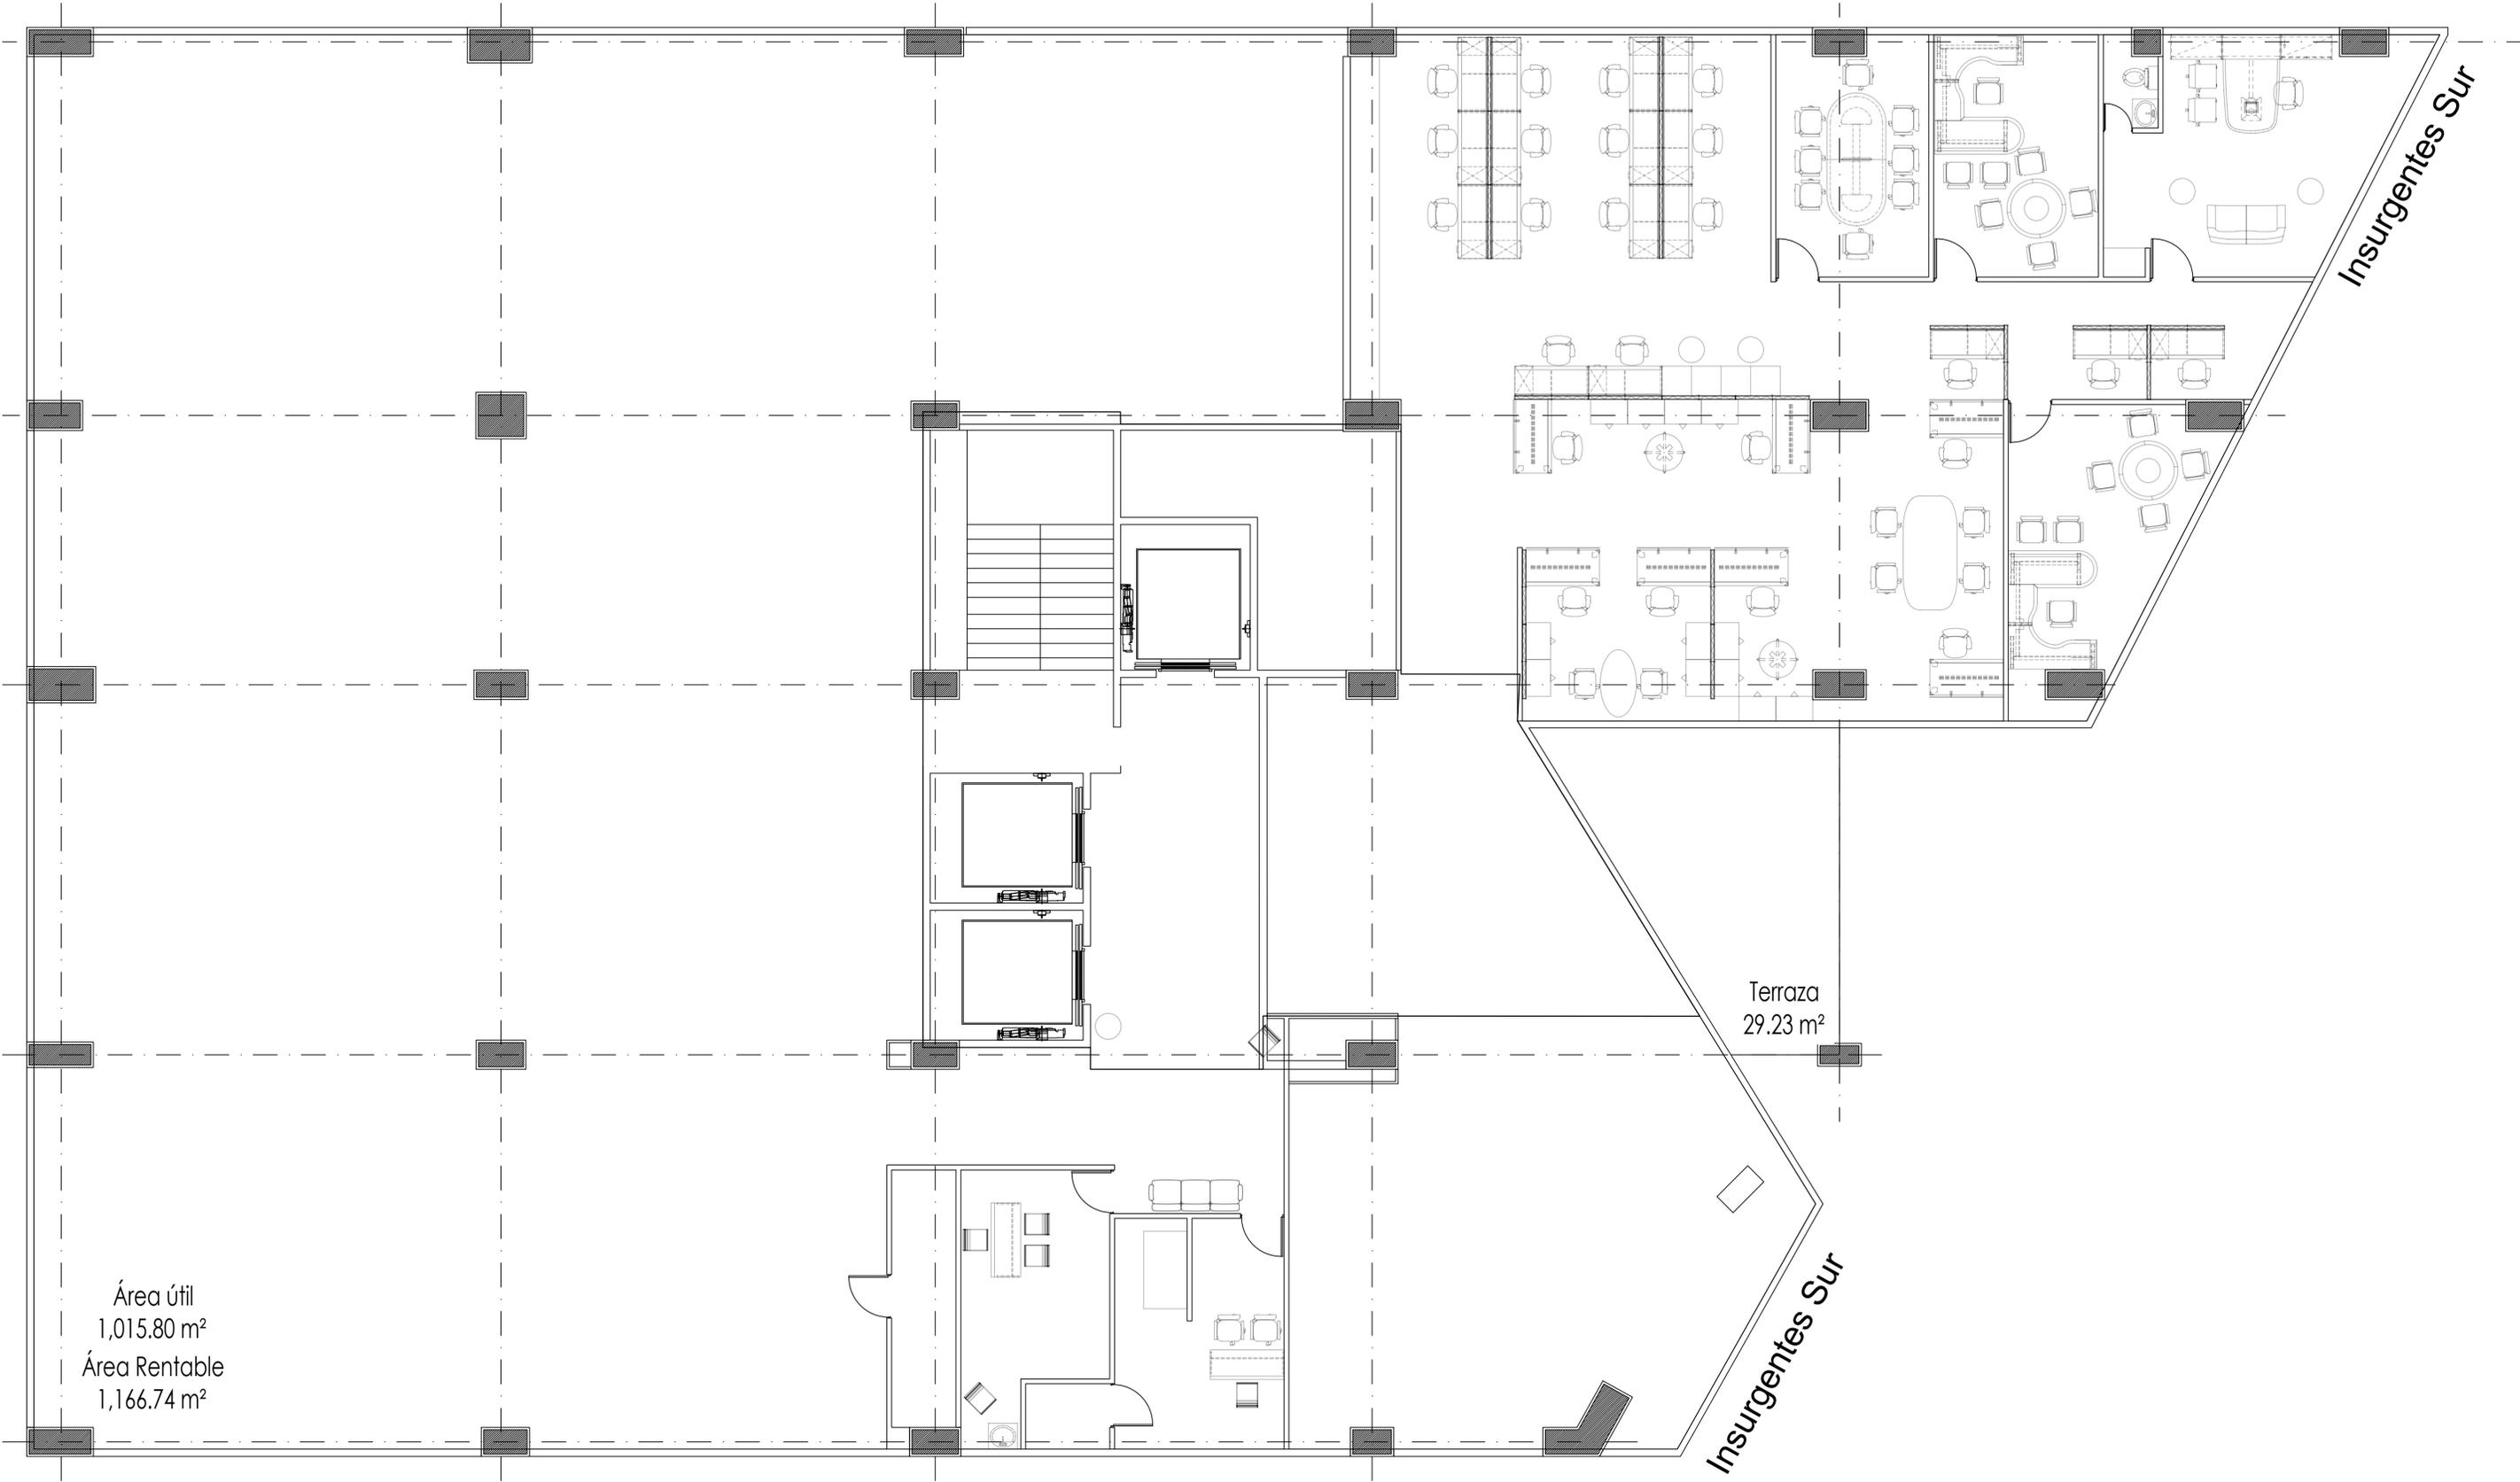 Insurgentes Sur
Terraza
29.23 m²
Área útil
1,015.80 m²
Área Rentable
1,166.74 m²
Insurgentes Sur